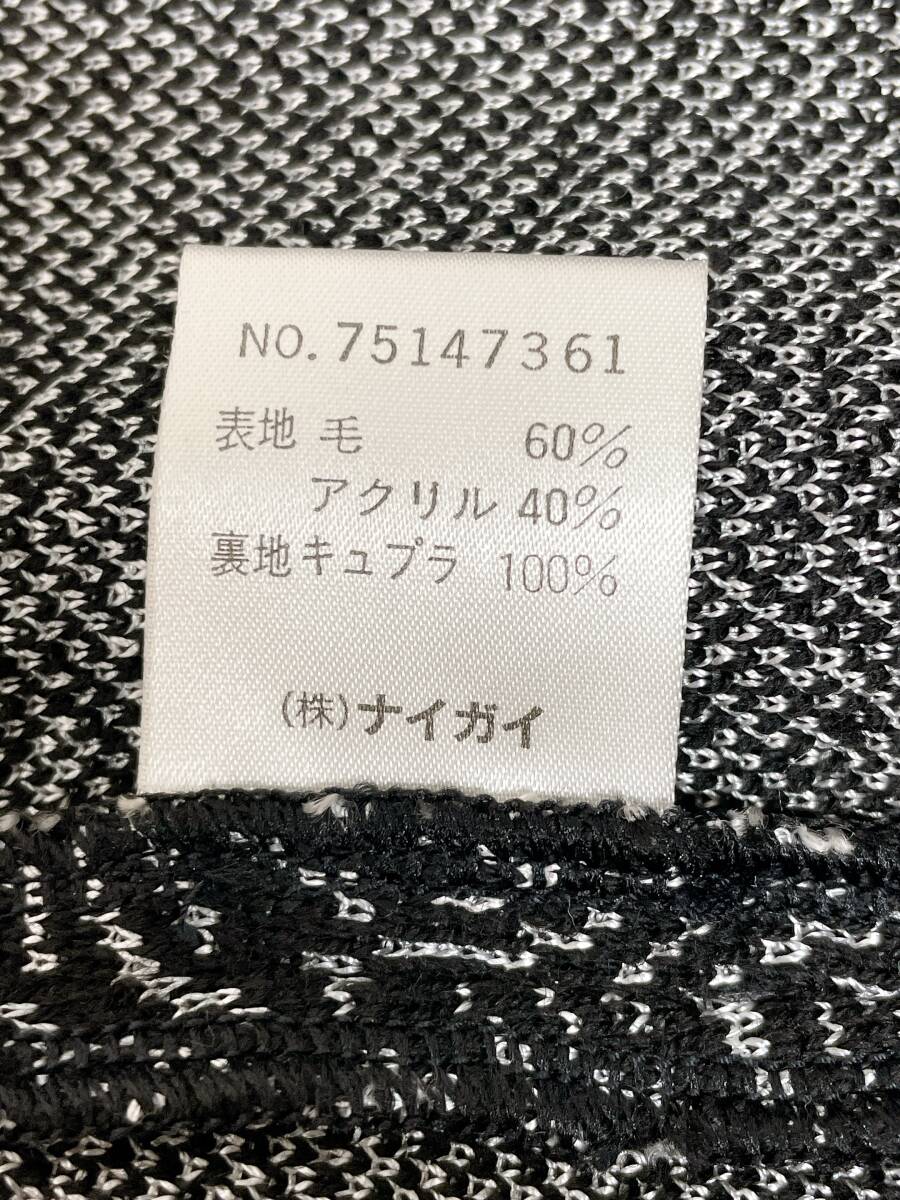 NO.75147361
表地 毛 60%
アクリル 40%
裏地キュプラ 100%
(株)ナイガイ